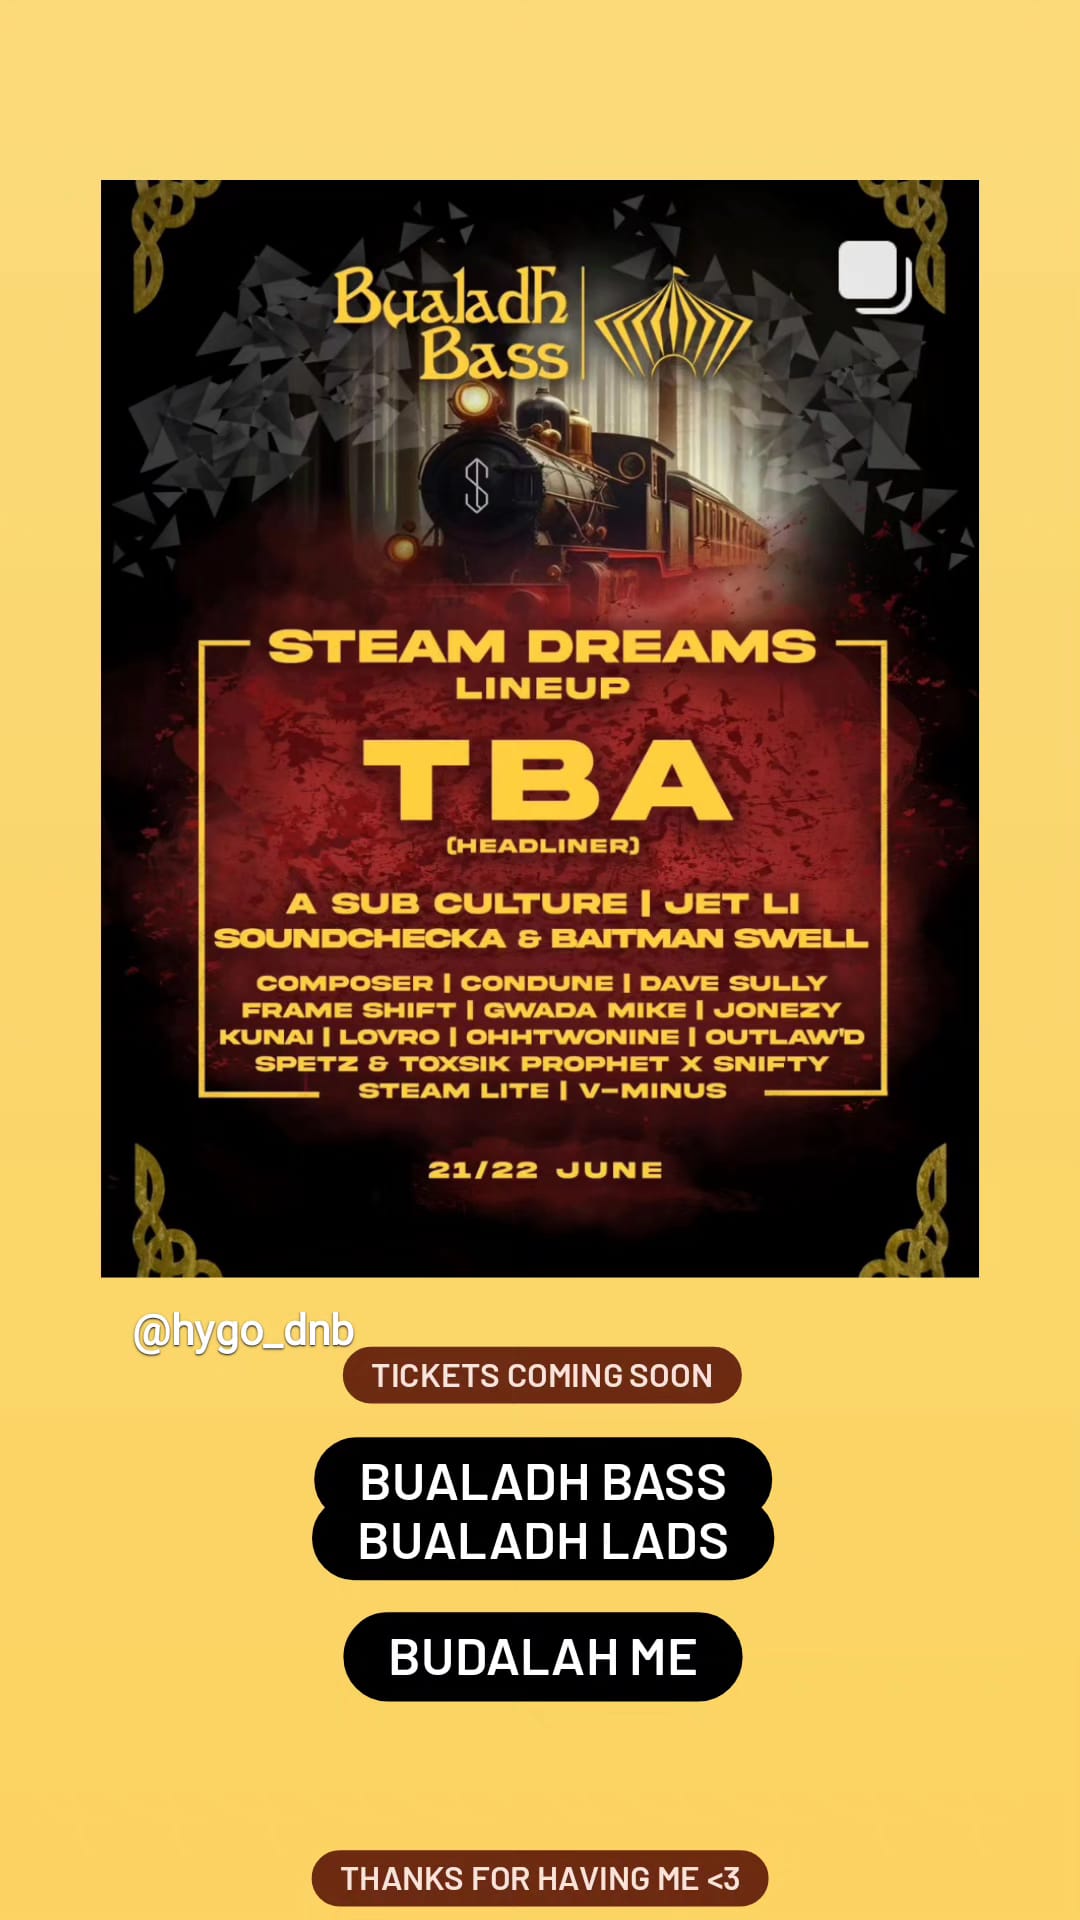 Bualadh
Bass
STEAM DREAMS
LINEUP
TBA
(HEADLINER)
A SUB CULTURE | JET LI
SOUNDCHECKA & BAITMAN SWELL
COMPOSER | CONDUNE | DAVE SULLY
FRAME SHIFT | GWADA MIKE | JONEZY
KUNAI | LOVRO | OHHTWONINE | OUTLAW'D
SPETZ & TOXSIK PROPHET X SNIFTY
STEAM LITE | V-MINUS
21/22 JUNE
@hygo_dnb
TICKETS COMING SOON
BUALADH BASS
BUALADH LADS
BUDALAH ME
THANKS FOR HAVING ME <3